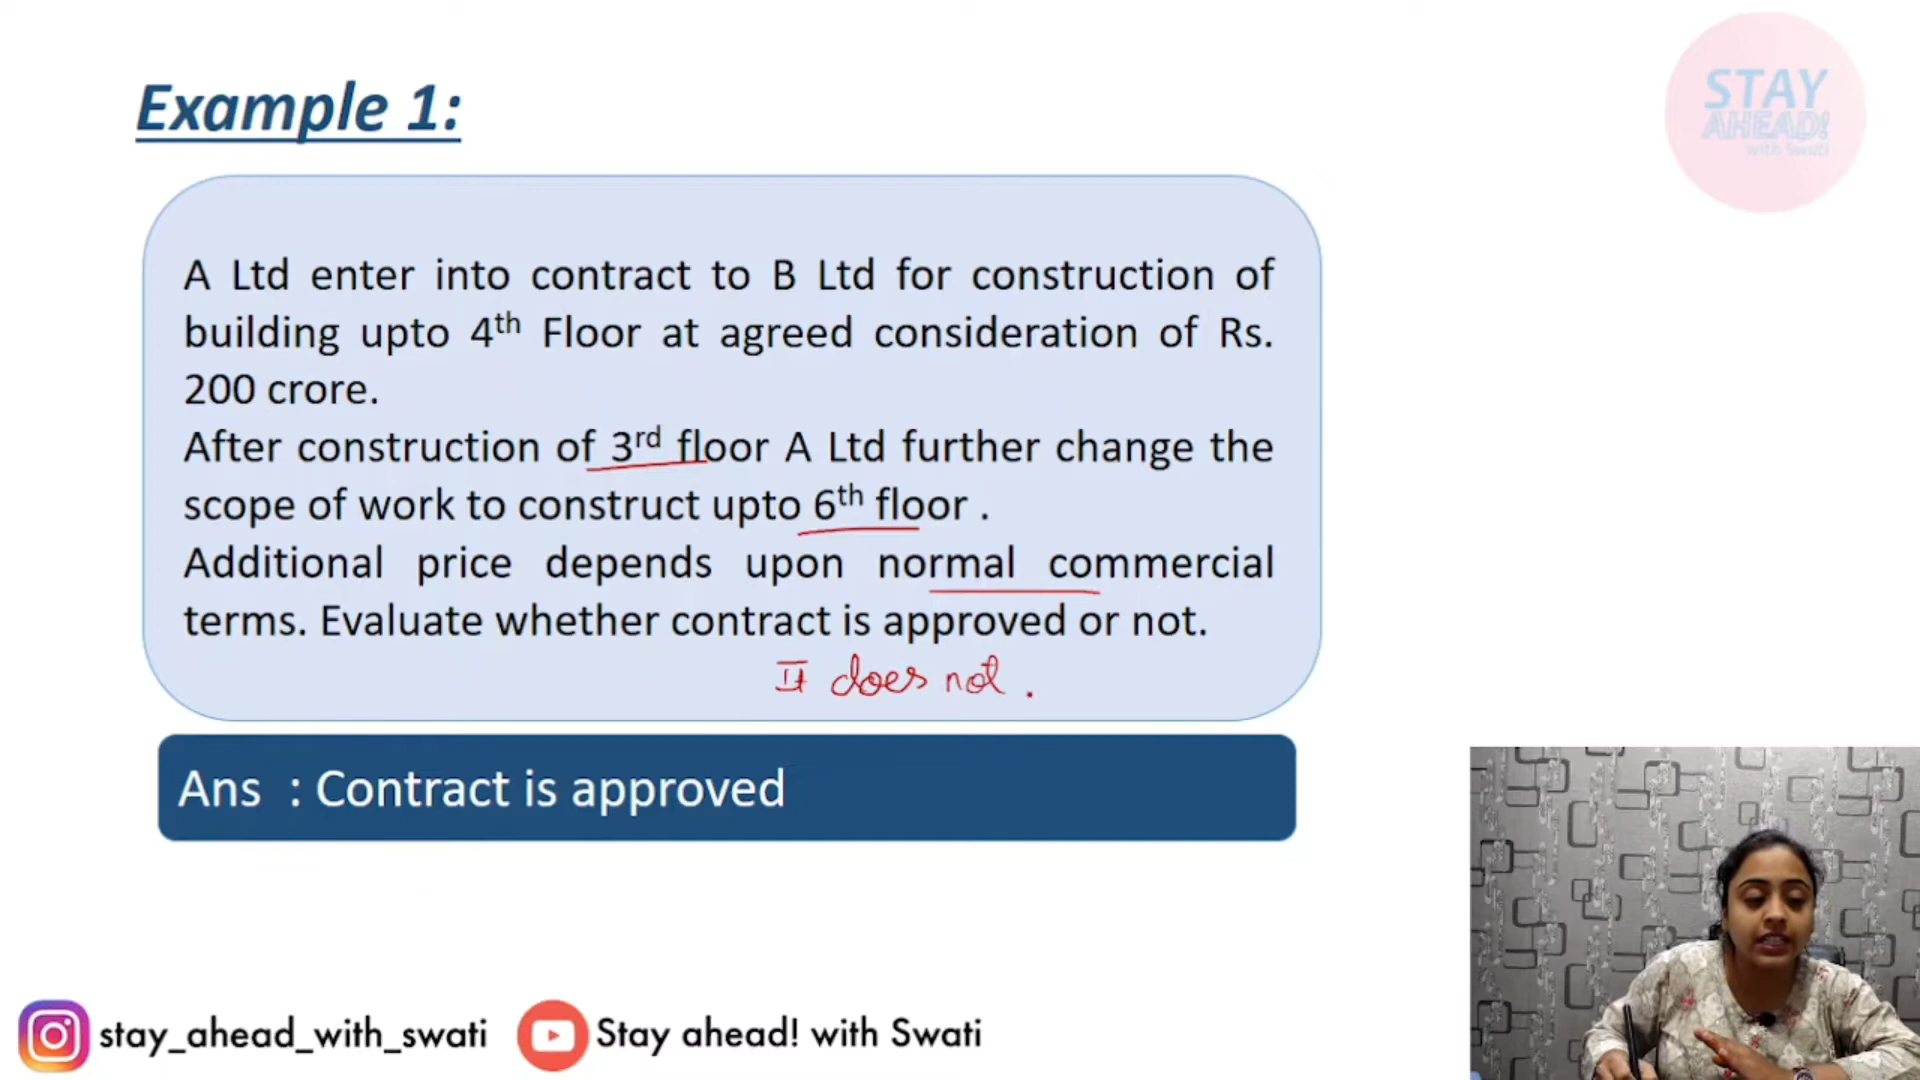 STAY
AHEAD!
with Swati
Example 1:
A Ltd enter into contract to B Ltd for construction of
building upto 4th Floor at agreed consideration of Rs.
200 crore.
After construction of 3rd floor A Ltd further change the
scope of work to construct upto 6th floor .
Additional price depends upon normal commercial
terms. Evaluate whether contract is approved or not.
It does not .
Ans : Contract is approved
stay_ahead_with_swati
Stay ahead! with Swati